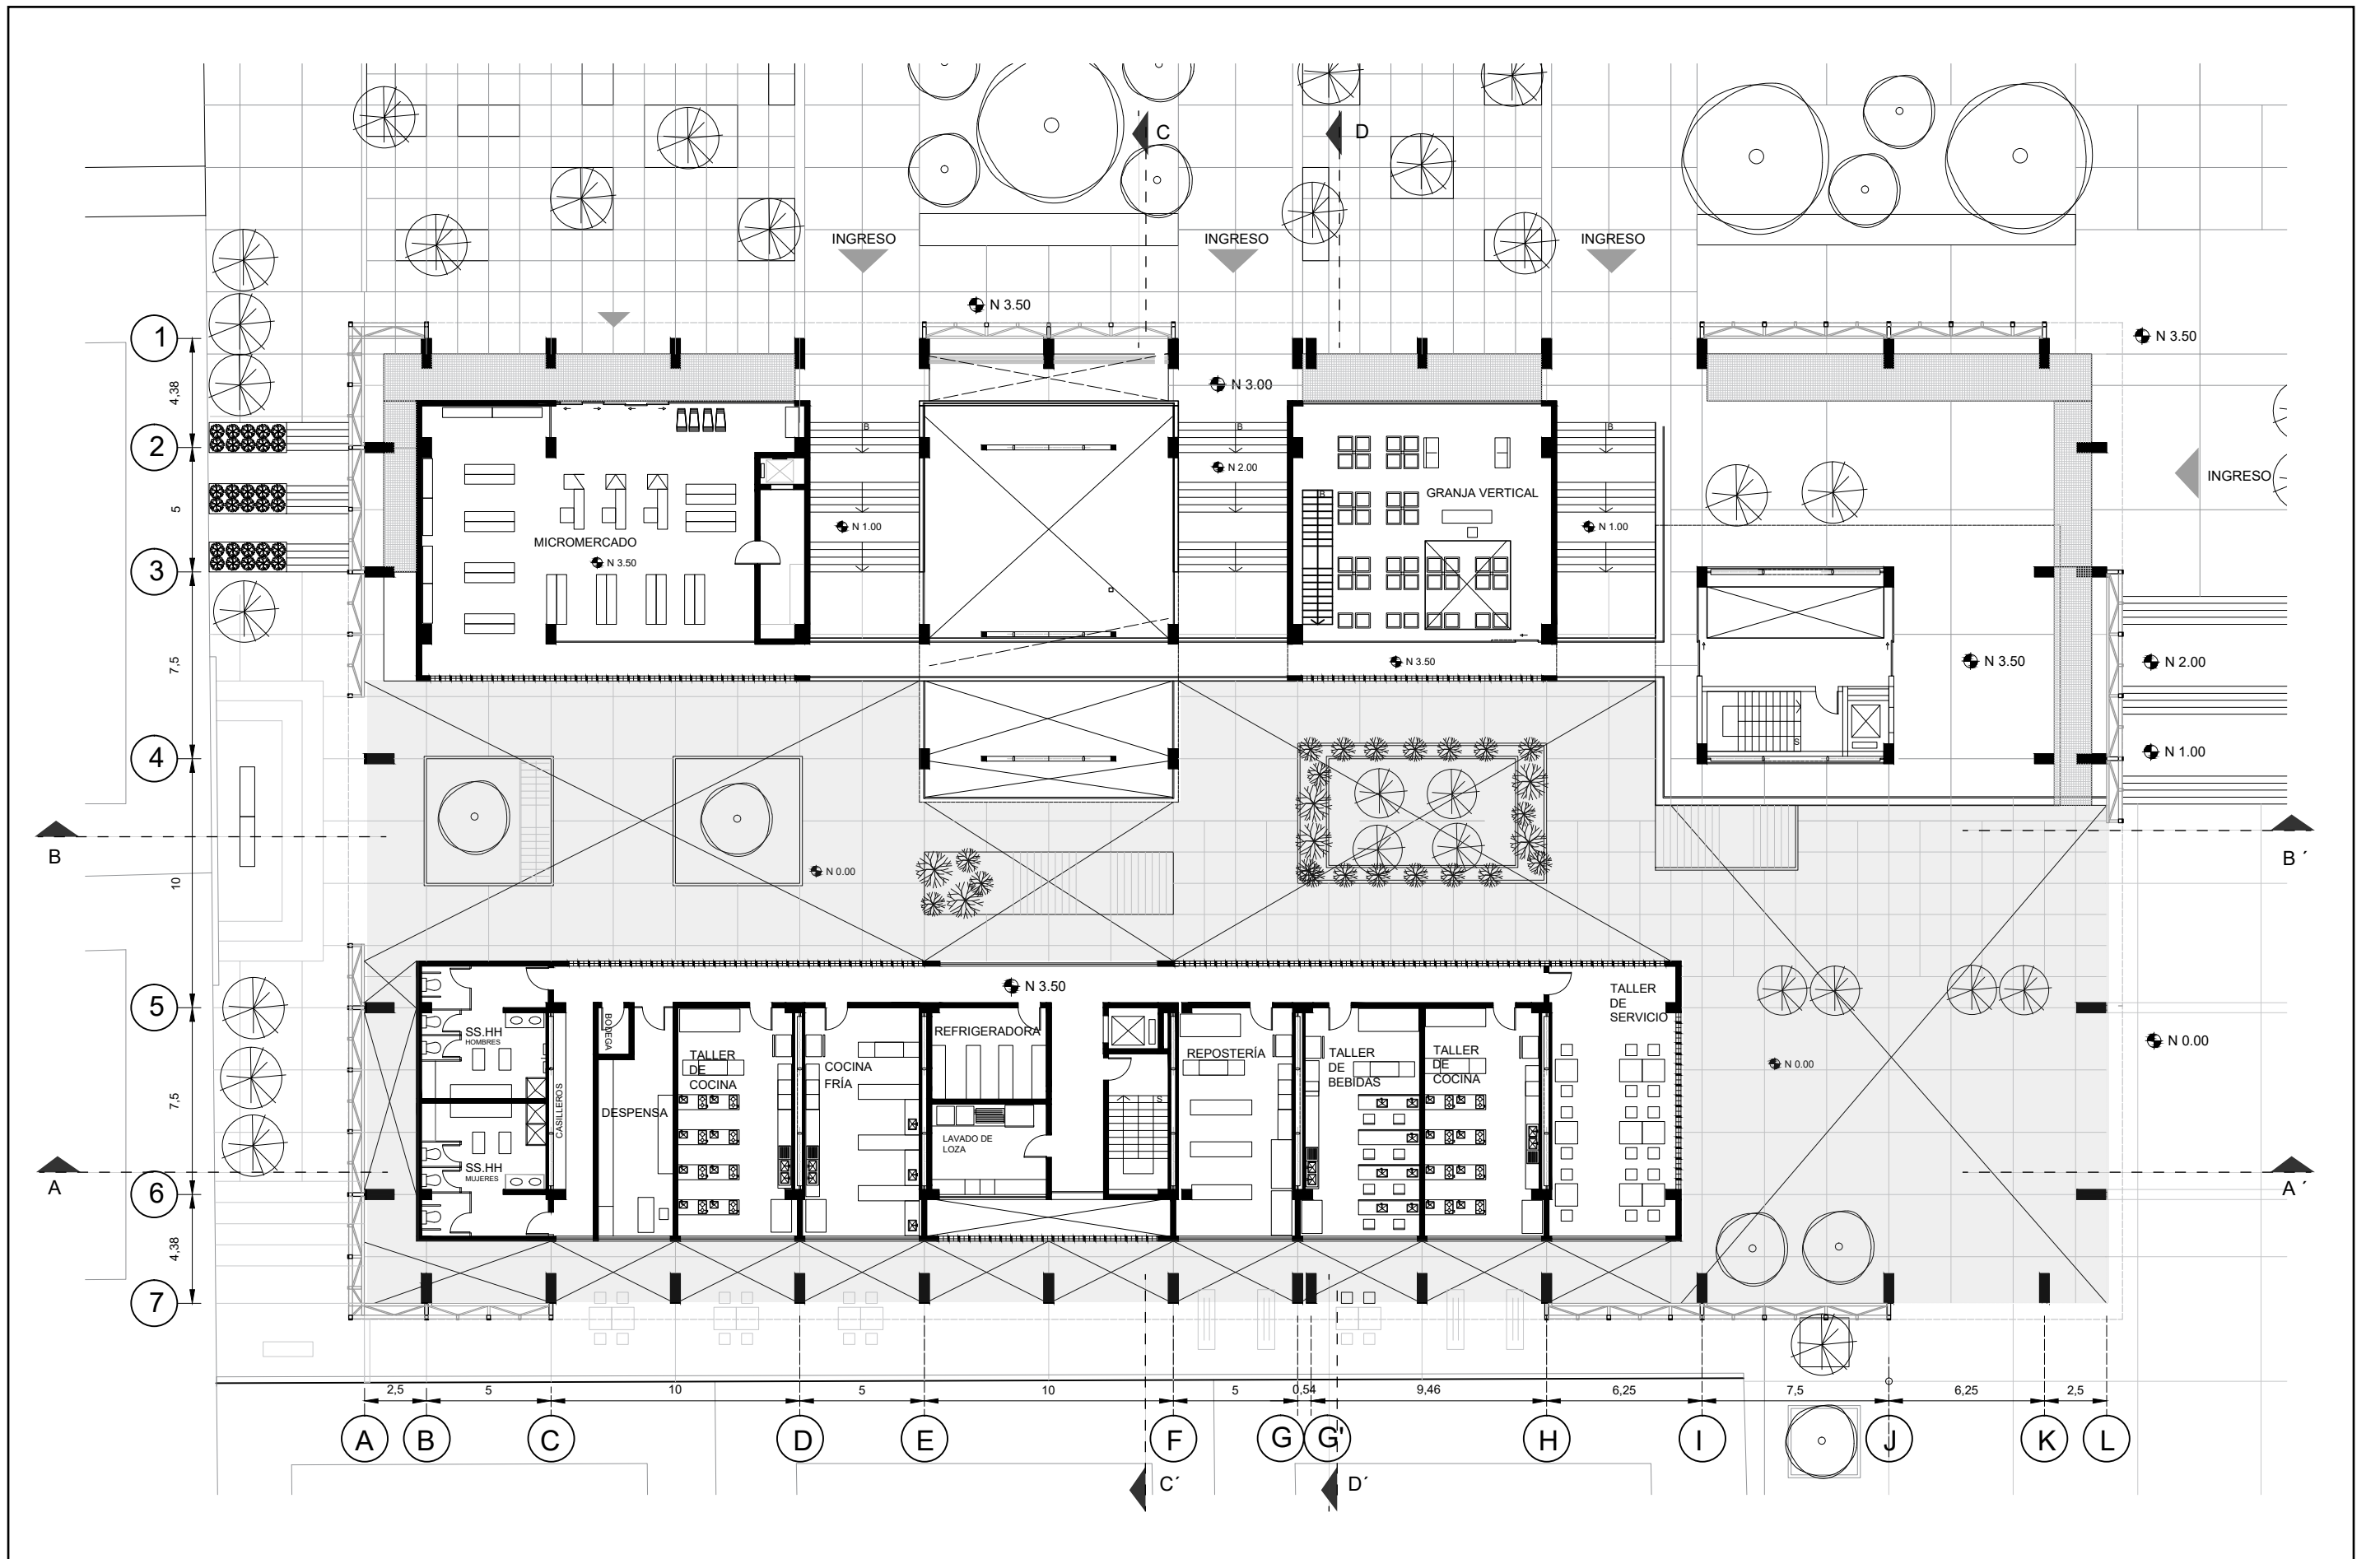 C
D
INGRESO
INGRESO
INGRESO
N 3.50
1
N 3.50
4,38
N 3.00
B
B
B
2
N 2.00
INGRESO
B
GRANJA VERTICAL
5
N 1.00
N 1.00
MICROMERCADO
N 3.50
3
7,5
N 3.50
N 3.50
N 2.00
S
N 1.00
4
B
B ´
N 0.00
10
5
N 3.50
TALLER
DE
SERVICIO
BODEGA
SS.HH
HOMBRES
REFRIGERADORA
N 0.00
TALLER
DE
COCINA
COCINA
FRÍA
REPOSTERÍA
TALLER
DE
BEBIDAS
TALLER
DE
COCINA
N 0.00
7,5
CASILLEROS
DESPENSA
S
LAVADO DE
LOZA
SS.HH
MUJERES
A
A ´
6
4,38
7
2,5
5
10
5
10
5
0,54
9,46
6,25
7,5
6,25
2,5
A
B
C
D
E
F
G
G'
H
I
J
K
L
C´
D´